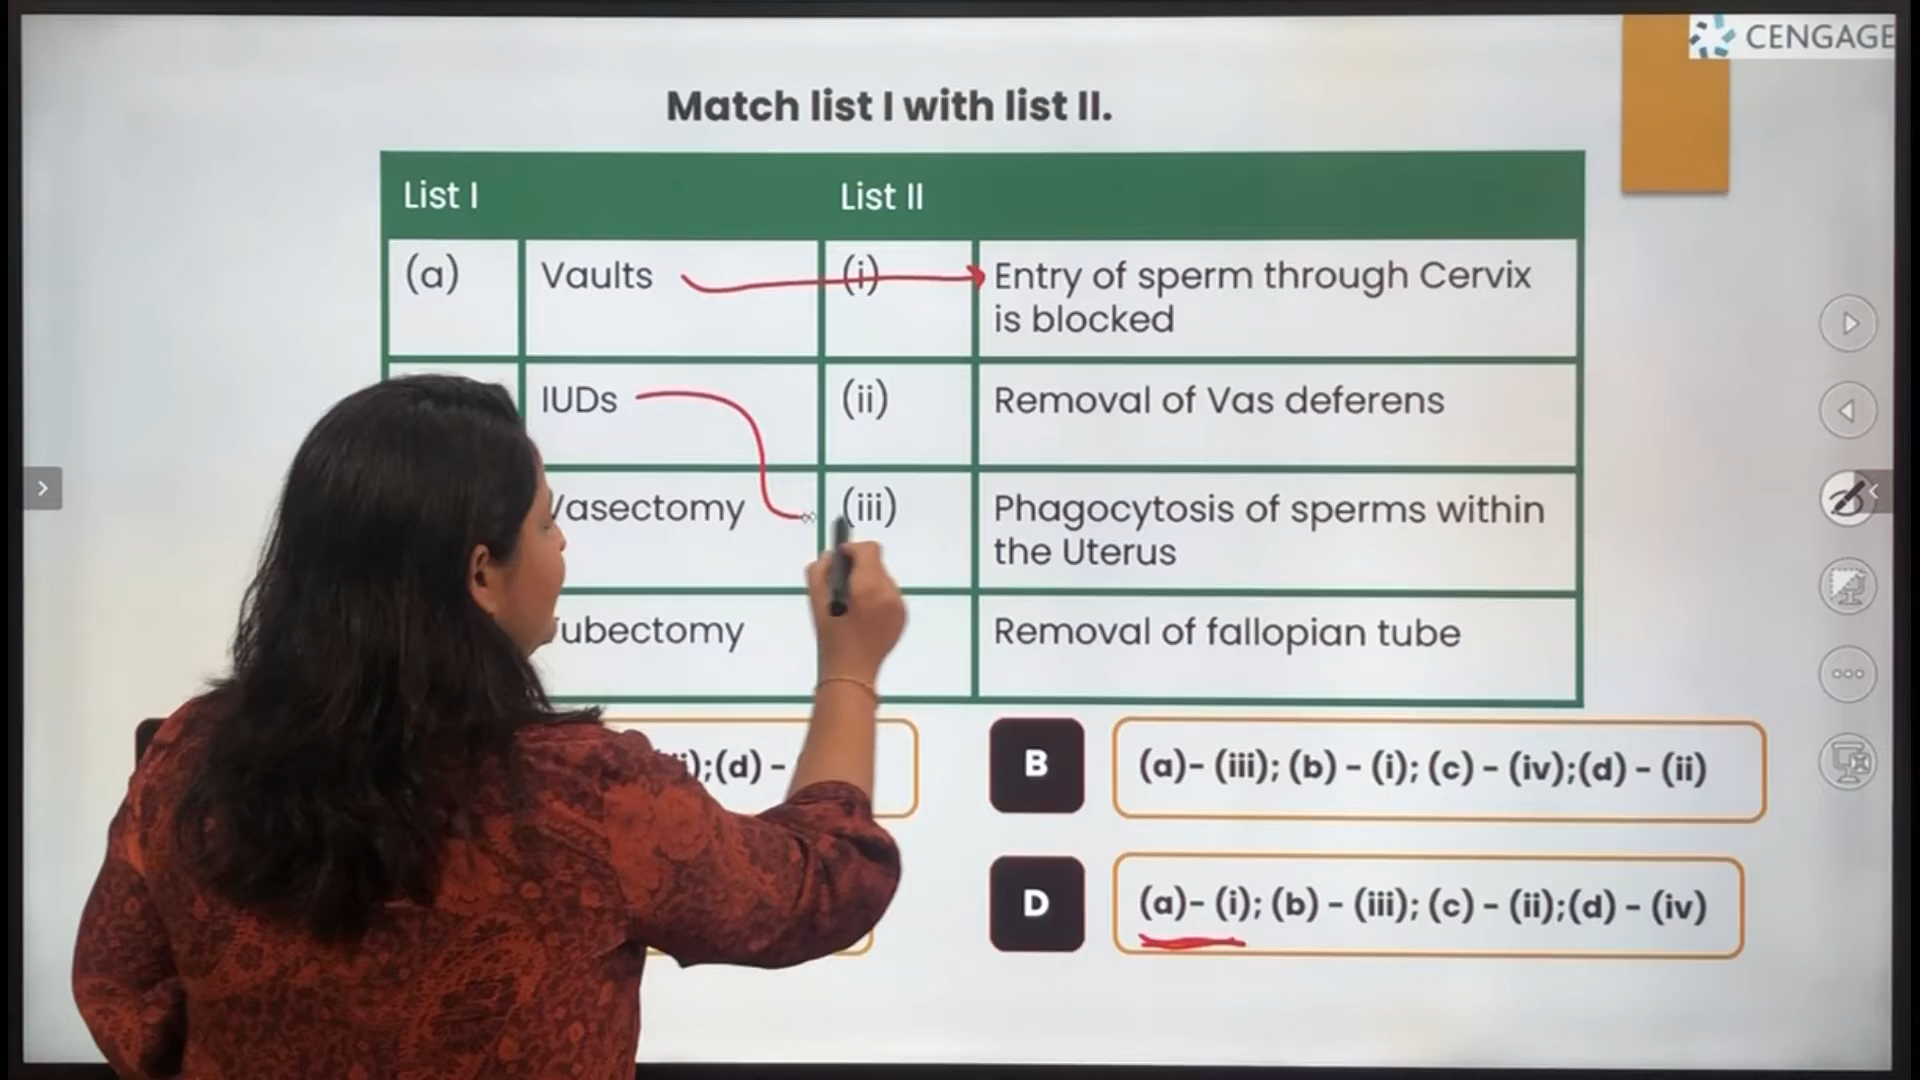 CENGAGE
Match list I with list II.
List I List II
(a) Vaults (i) Entry of sperm through Cervix
is blocked
IUDs (ii) Removal of Vas deferens
Vasectomy (iii) Phagocytosis of sperms within
the Uterus
Tubectomy Removal of fallopian tube
;(d) -
B (a)- (iii); (b) - (i); (c) - (iv);(d) - (ii)
D (a)- (i); (b) - (iii); (c) - (ii);(d) - (iv)